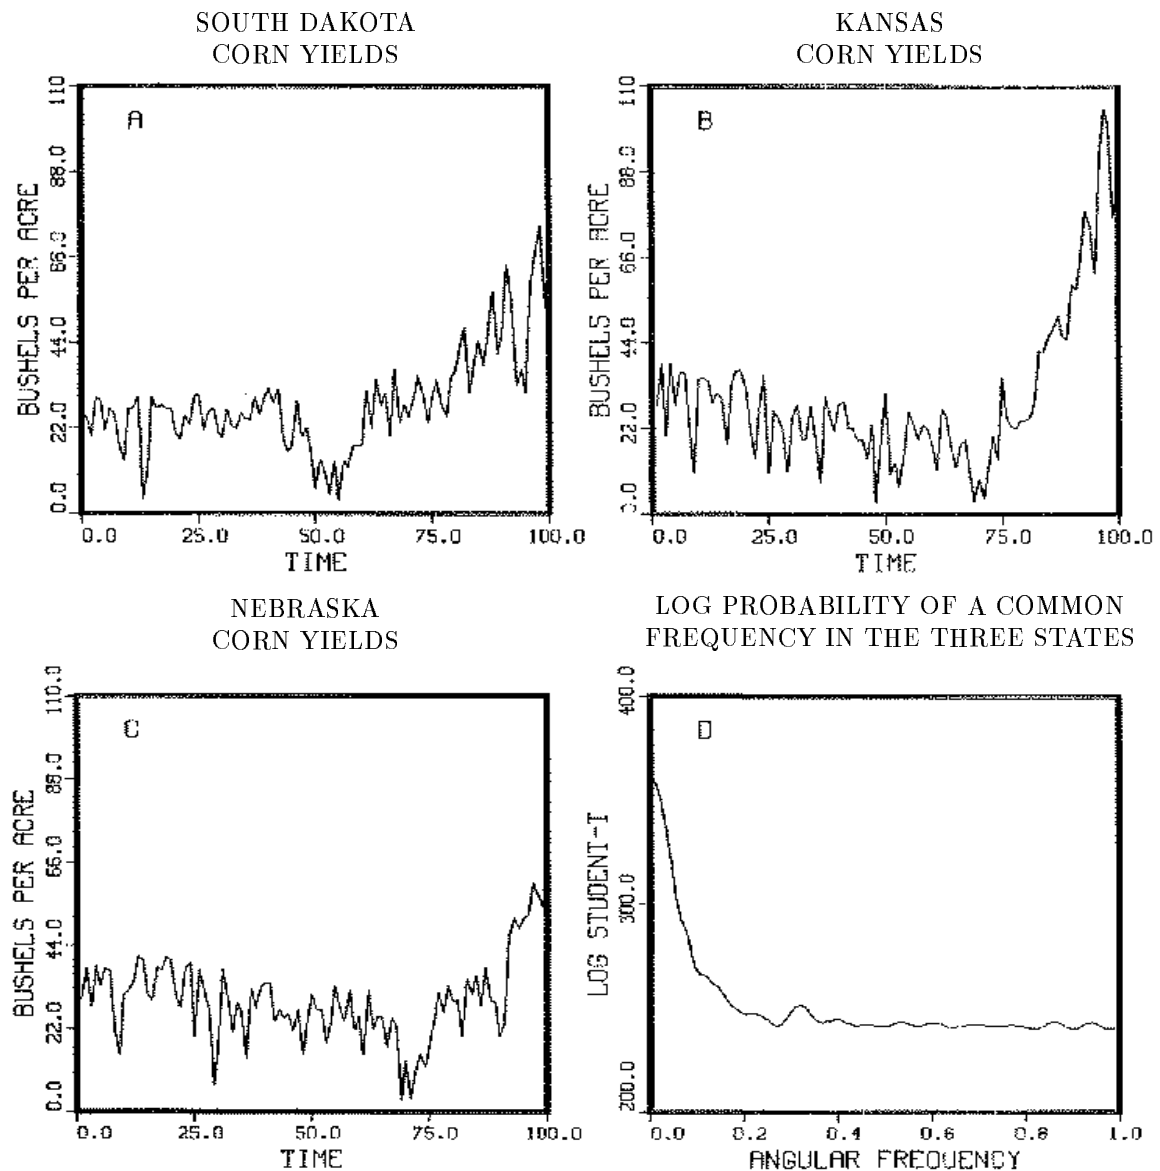 SOUTH DAKOTA
CORN YIELDS
A
BUSHELS PER ACRE
110
88.0
66.0
44.0
22.0
0.0
0.0 25.0 50.0 75.0 100.0
TIME
KANSAS
CORN YIELDS
B
BUSHELS PER ACRE
110
88.0
66.0
44.0
22.0
0.0
0.0 25.0 50.0 75.0 100.0
TIME
NEBRASKA
CORN YIELDS
C
BUSHELS PER ACRE
110.0
88.0
66.0
44.0
22.0
0.0
0.0 25.0 50.0 75.0 100.0
TIME
LOG PROBABILITY OF A COMMON
FREQUENCY IN THE THREE STATES
D
LOG STUDENT-T
400.0
300.0
200.0
0.0 0.2 0.4 0.6 0.8 1.0
ANGULAR FREQUENCY